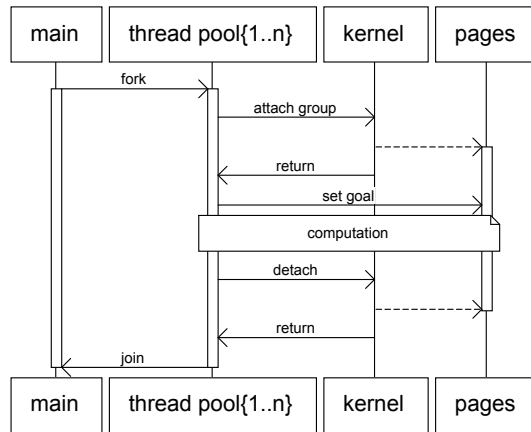 main
thread pool{1..n}
kernel
pages
fork
attach group
return
set goal
computation
detach
return
join
main
thread pool{1..n}
kernel
pages